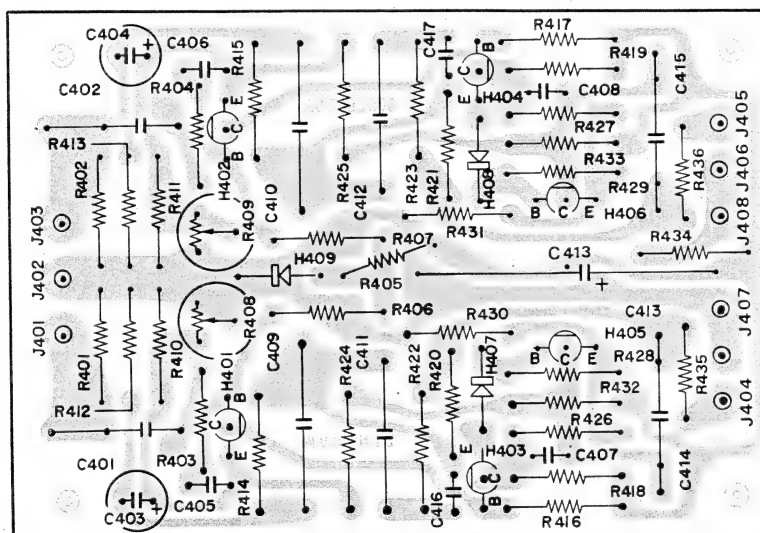 C404
+
C406
R415
C417
B
R417
R419
C415
C402
R404
E
C
B
C
E
H404
C408
J405
R413
R402
R411
H402
C410
R425
C412
R423
R421
H408
R427
R433
R429
R436
J406
J403
R409
R431
B C E
H406
J408
J402
H409
R407
R405
C413
+
R434
R408
R406
R430
C413
J407
J401
R401
R410
H401
C409
R424
C411
R422
R420
H407
B C E
H405
R428
R435
R412
B
C
E
R432
R426
J404
C401
R403
E
H403
C407
C414
C403
+
C405
R414
C416
C
B
R418
R416